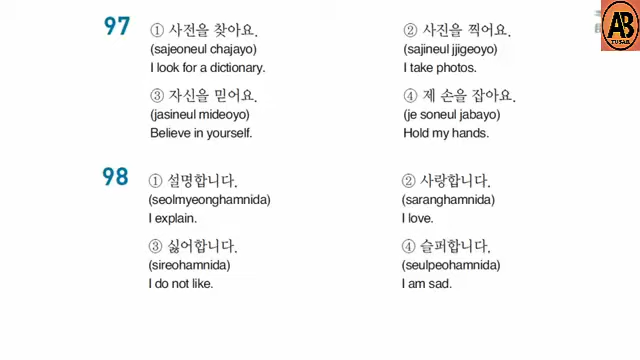 97
① 사전을 찾아요.
(sajeoneul chajayo)
I look for a dictionary.
② 사진을 찍어요.
(sajineul jjigeoyo)
I take photos.
③ 자신을 믿어요.
(jasineul mideoyo)
Believe in yourself.
④ 제 손을 잡아요.
(je soneul jabayo)
Hold my hands.
98
① 설명합니다.
(seolmyeonghamnida)
I explain.
② 사랑합니다.
(saranghamnida)
I love.
③ 싫어합니다.
(sireohamnida)
I do not like.
④ 슬퍼합니다.
(seulpeohamnida)
I am sad.
AB
TUSAR